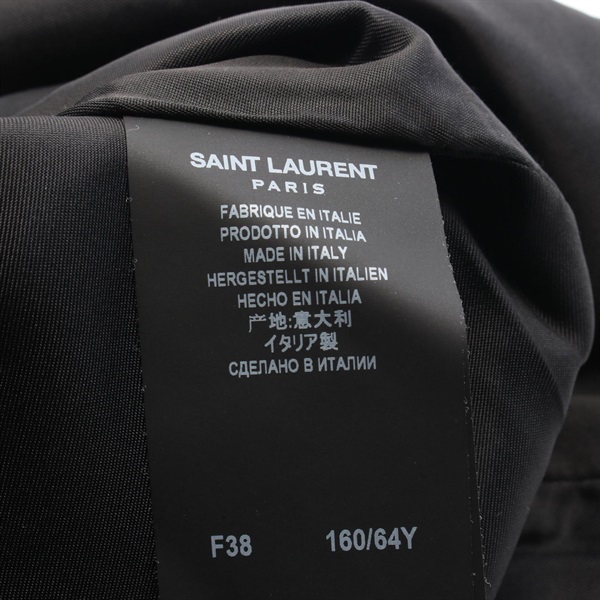 SAINT LAURENT
PARIS
FABRIQUE EN ITALIE
PRODOTTO IN ITALIA
MADE IN ITALY
HERGESTELLT IN ITALIEN
HECHO EN ITALIA
产地:意大利
イタリア製
СДЕЛАНО В ИТАЛИИ
F38 160/64Y